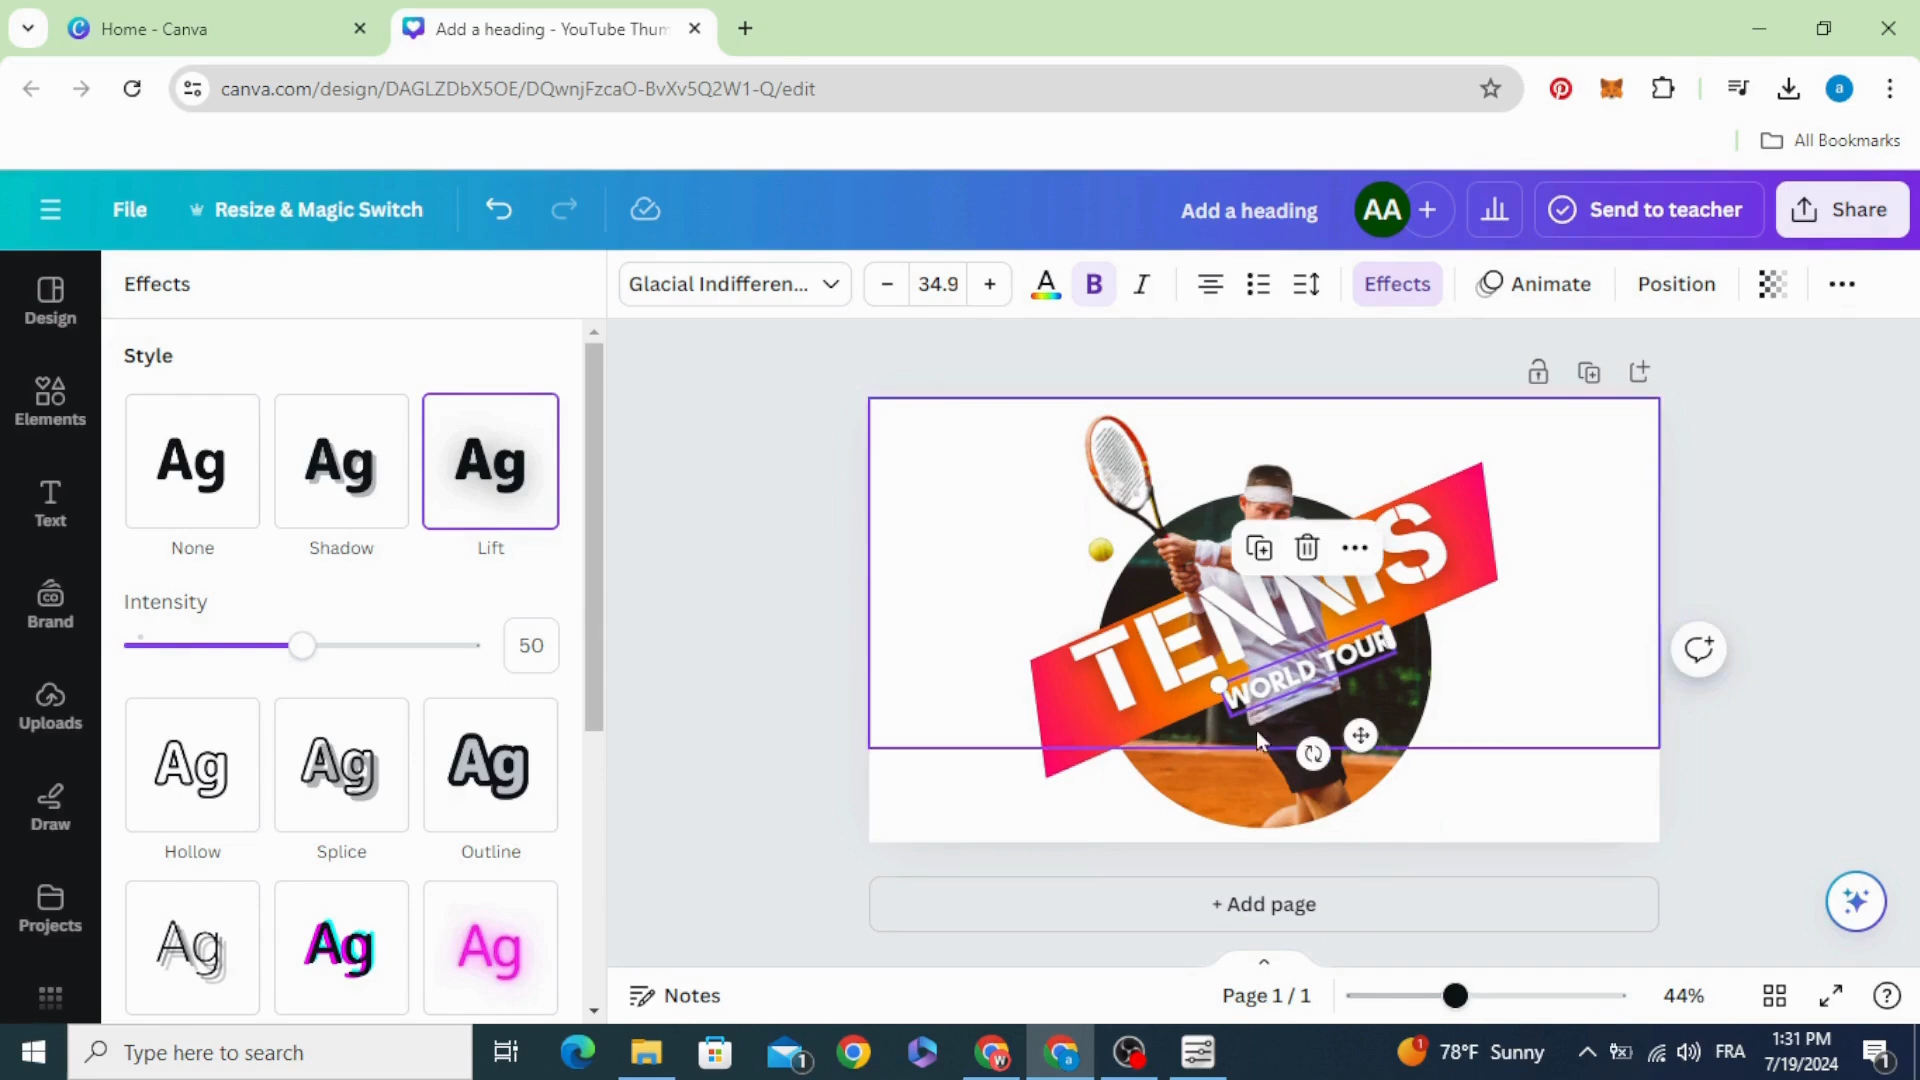 Home - Canva
Add a heading - YouTube Thum
canva.com/design/DAGLZDbX5OE/DQwnjFzcaO-BvXv5Q2W1-Q/edit
a
All Bookmarks
File
Resize & Magic Switch
Add a heading
AA
Send to teacher
Share
Design
Elements
Text
Brand
Uploads
Draw
Projects
Effects
Style
Ag
Ag
Ag
None
Shadow
Lift
Intensity
50
Ag
Ag
Ag
Hollow
Splice
Outline
Ag
Ag
Ag
Glacial Indifferen...
34.9
A
B
I
Effects
Animate
Position
TENNIS
WORLD TOUR
+ Add page
Notes
Page 1 / 1
44%
Type here to search
78°F Sunny
FRA
1:31 PM
7/19/2024